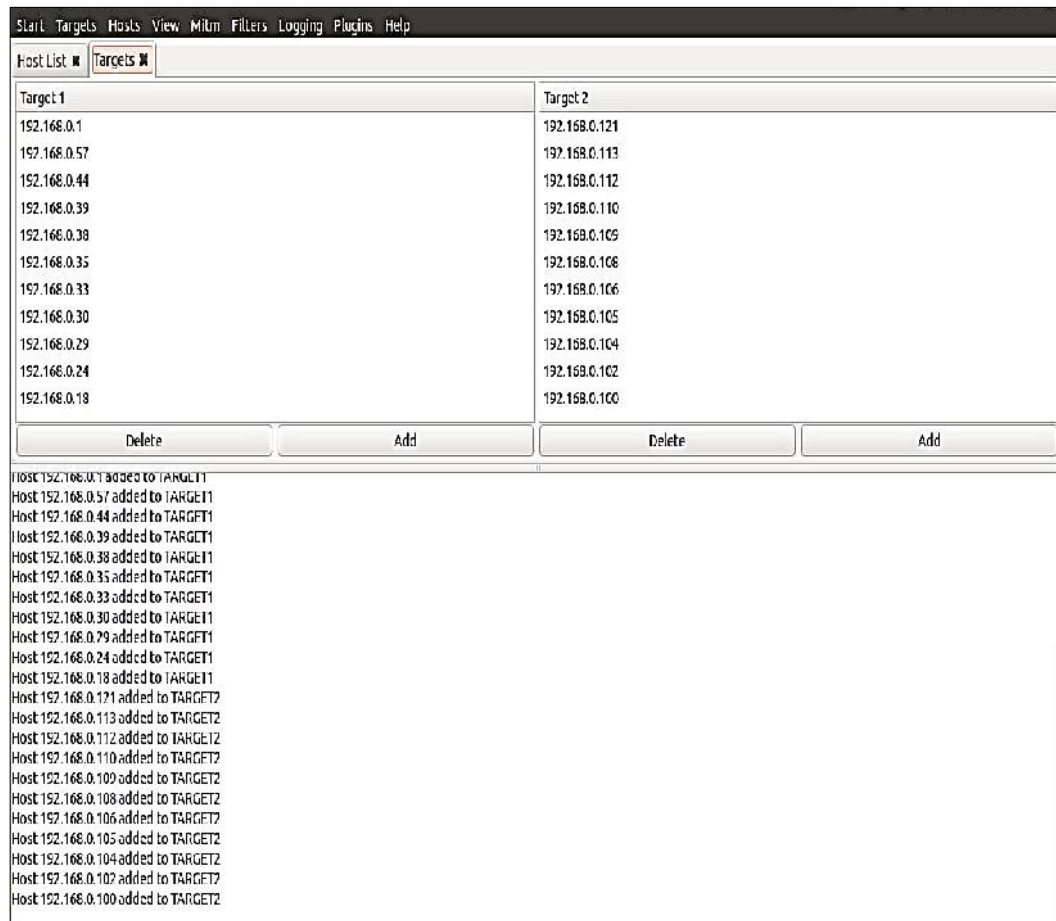 Start Targets Hosts View Mitm Filters Logging Plugins Help
Host List ✖ Targets ✖
Target 1 Target 2
192.168.0.1 192.168.0.121
192.168.0.57 192.168.0.113
192.168.0.44 192.168.0.112
192.168.0.39 192.168.0.110
192.168.0.38 192.168.0.109
192.168.0.35 192.168.0.108
192.168.0.33 192.168.0.106
192.168.0.30 192.168.0.105
192.168.0.29 192.168.0.104
192.168.0.24 192.168.0.102
192.168.0.18 192.168.0.100
Delete Add Delete Add
Host 192.168.0.1 added to TARGET1
Host 192.168.0.57 added to TARGET1
Host 192.168.0.44 added to TARGET1
Host 192.168.0.39 added to TARGET1
Host 192.168.0.38 added to TARGET1
Host 192.168.0.35 added to TARGET1
Host 192.168.0.33 added to TARGET1
Host 192.168.0.30 added to TARGET1
Host 192.168.0.29 added to TARGET1
Host 192.168.0.24 added to TARGET1
Host 192.168.0.18 added to TARGET1
Host 192.168.0.121 added to TARGET2
Host 192.168.0.113 added to TARGET2
Host 192.168.0.112 added to TARGET2
Host 192.168.0.110 added to TARGET2
Host 192.168.0.109 added to TARGET2
Host 192.168.0.108 added to TARGET2
Host 192.168.0.106 added to TARGET2
Host 192.168.0.105 added to TARGET2
Host 192.168.0.104 added to TARGET2
Host 192.168.0.102 added to TARGET2
Host 192.168.0.100 added to TARGET2